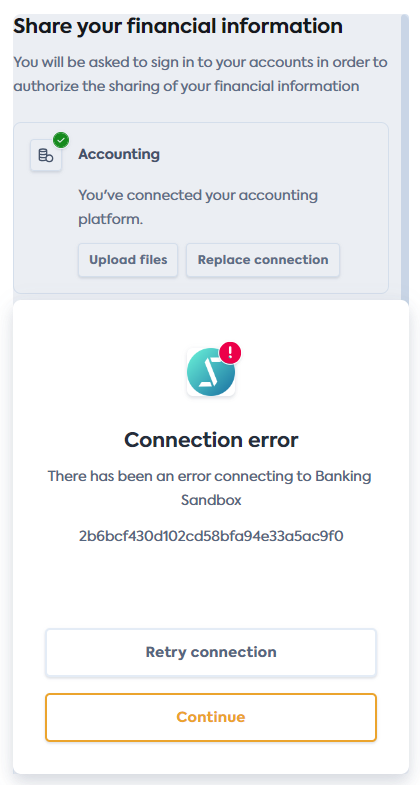 Share your financial information
You will be asked to sign in to your accounts in order to
authorize the sharing of your financial information
Accounting
You've connected your accounting
platform.
Upload files
Replace connection
Connection error
There has been an error connecting to Banking
Sandbox
2b6bcf430d102cd58bfa94e33a5ac9f0
Retry connection
Continue